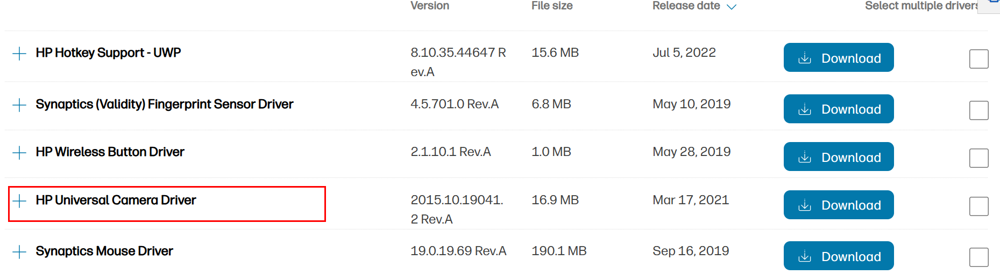 Version File size Release date Select multiple drivers
HP Hotkey Support - UWP 8.10.35.44647 R 15.6 MB Jul 5, 2022 Download
ev.A
Synaptics (Validity) Fingerprint Sensor Driver 4.5.701.0 Rev.A 6.8 MB May 10, 2019 Download
HP Wireless Button Driver 2.1.10.1 Rev.A 1.0 MB May 28, 2019 Download
HP Universal Camera Driver 2015.10.19041. 16.9 MB Mar 17, 2021 Download
2 Rev.A
Synaptics Mouse Driver 19.0.19.69 Rev.A 190.1 MB Sep 16, 2019 Download